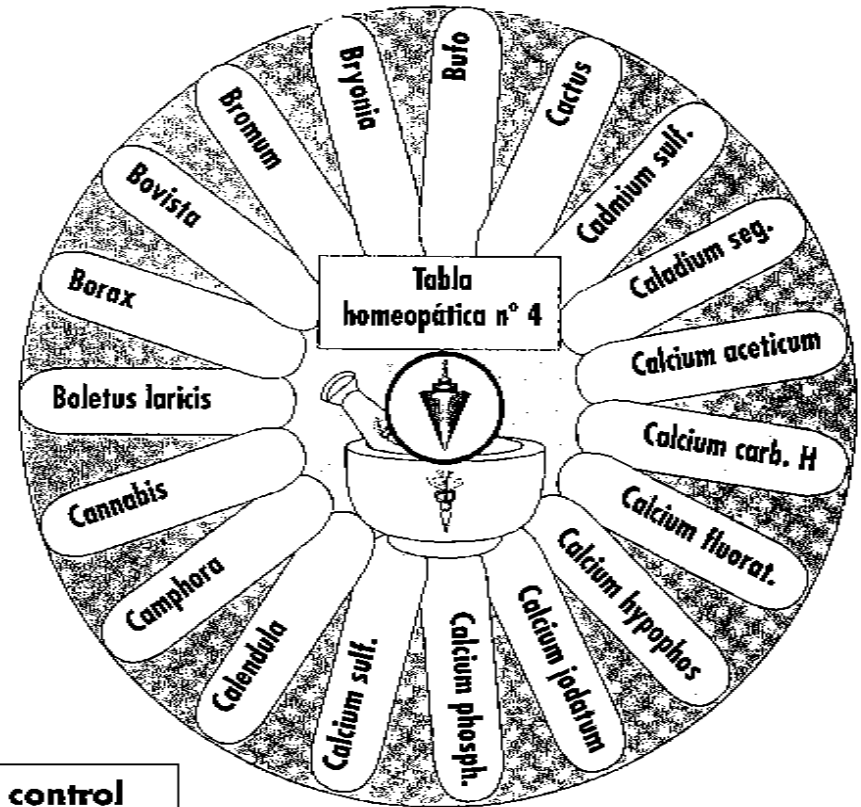 Tabla
homeopática n° 4
Boletus laricis
Borax
Bovista
Bromum
Bryonia
Bufo
Cactus
Cadmium sulf.
Caladium seg.
Calcium aceticum
Calcium carb. H
Calcium fluorat.
Calcium hypophos
Calcium jodatum
Calcium phosph.
Calcium sulf.
Calendula
Camphora
Cannabis
control